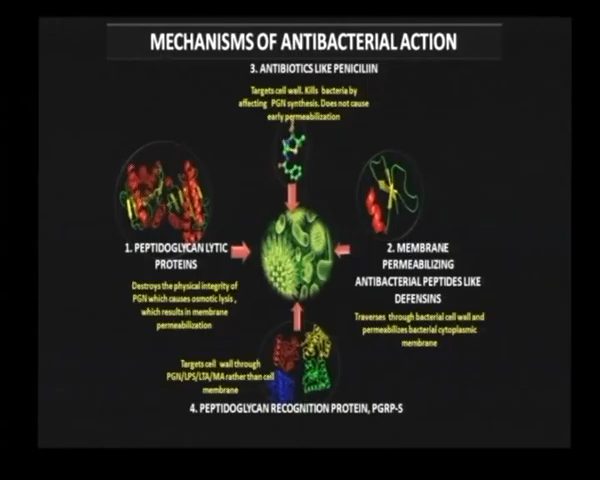 MECHANISMS OF ANTIBACTERIAL ACTION
3. ANTIBIOTICS LIKE PENICILIIN
Targets cell wall. Kills bacteria by
affecting PGN synthesis. Does not cause
early permeabilization
1. PEPTIDOGLYCAN LYTIC
PROTEINS
Destroys the physical integrity of
PGN which causes osmotic lysis ,
which results in membrane
permeabilization
2. MEMBRANE
PERMEABILIZING
ANTIBACTERIAL PEPTIDES LIKE
DEFENSINS
Traverses through bacterial cell wall and
permeabilizes bacterial cytoplasmic
membrane
Targets cell wall through
PGN/LPS/LTA/MA rather than cell
membrane
4. PEPTIDOGLYCAN RECOGNITION PROTEIN, PGRP-S